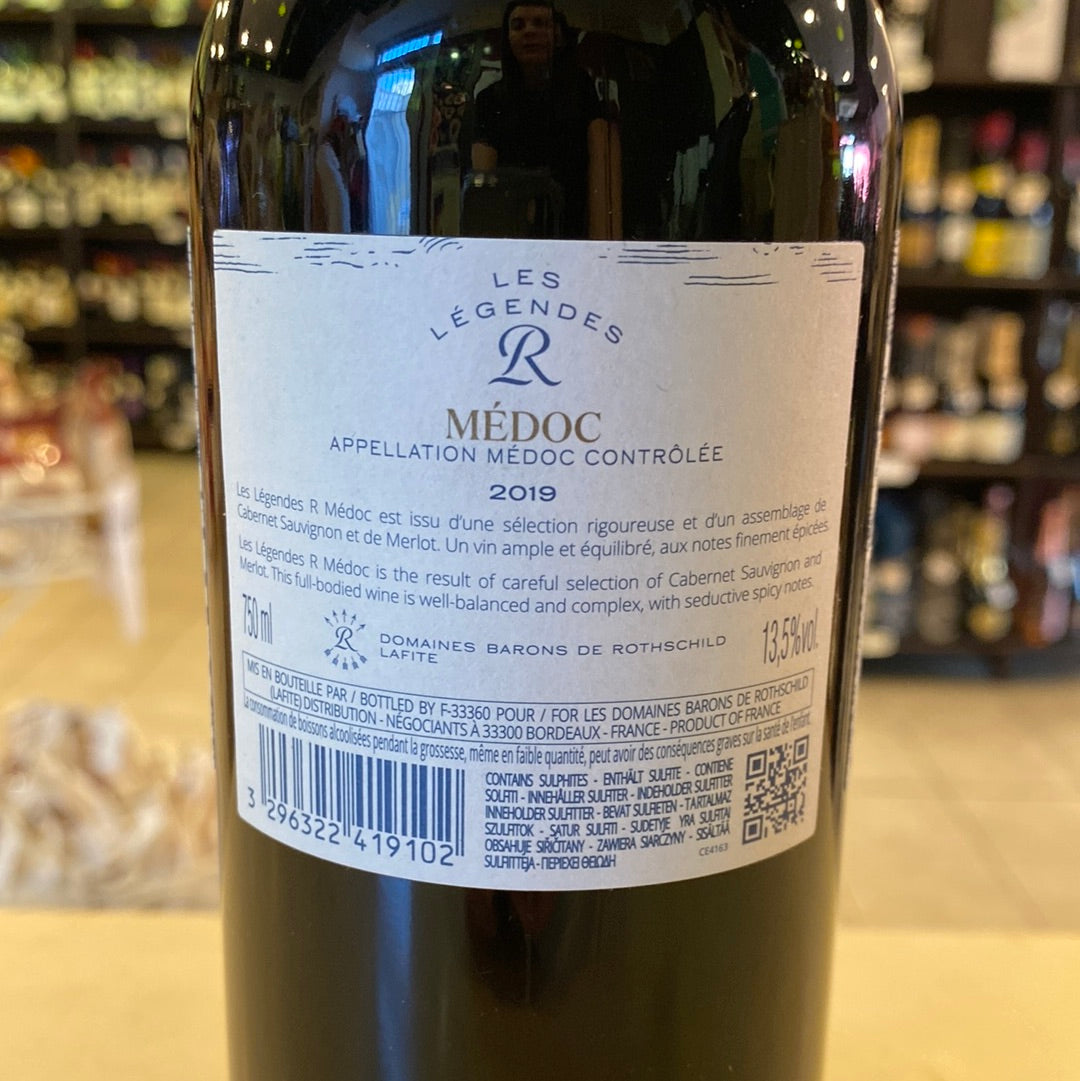 LES
LÉGENDES
R
MÉDOC
APPELLATION MÉDOC CONTRÔLÉE
2019
Les Légendes R Médoc est issu d'une sélection rigoureuse et d'un assemblage de
Cabernet Sauvignon et de Merlot. Un vin ample et équilibré, aux notes finement épicées.
Les Légendes R Médoc is the result of careful selection of Cabernet Sauvignon and
Merlot. This full-bodied wine is well-balanced and complex, with seductive spicy notes.
750 ml
R
DOMAINES BARONS DE ROTHSCHILD
LAFITE
13,5%vol.
MIS EN BOUTEILLE PAR / BOTTLED BY F-33360 POUR / FOR LES DOMAINES BARONS DE ROTHSCHILD
(LAFITE) DISTRIBUTION - NÉGOCIANTS À 33300 BORDEAUX - FRANCE - PRODUCT OF FRANCE
La consommation de boissons alcoolisées pendant la grossesse, même en faible quantité, peut avoir des conséquences graves sur la santé de l'enfant.
3 296322 419102
CONTAINS SULPHITES - ENTHÄLT SULFITE - CONTIENE
SOLFITI - INNEHÅLLER SULFITER - INDEHOLDER SULFITTER
INNEHOLDER SULFITTER - BEVAT SULFIETEN - TARTALMAZ
SZULFITOK - SATUR SULFITI - SUDETYJE YRA SULFITAI
OBSAHUJE SIŘIČITANY - ZAWIERA SIARCZYNY - SISÄLTÄÄ
SULFIITTEJA - ΠΕΡΙΕΧΕΙ ΘΕΙΩΔΗ
CE4163